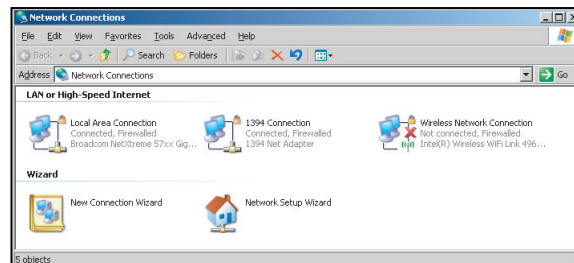 Network Connections
File Edit View Favorites Tools Advanced Help
Back Search Folders
Address Network Connections Go
LAN or High-Speed Internet
Local Area Connection
Connected, Firewalled
Broadcom NetXtreme 57xx Gig...
1394 Connection
Connected, Firewalled
1394 Net Adapter
Wireless Network Connection
Not connected, Firewalled
Intel(R) Wireless WiFi Link 496...
Wizard
New Connection Wizard
Network Setup Wizard
5 objects